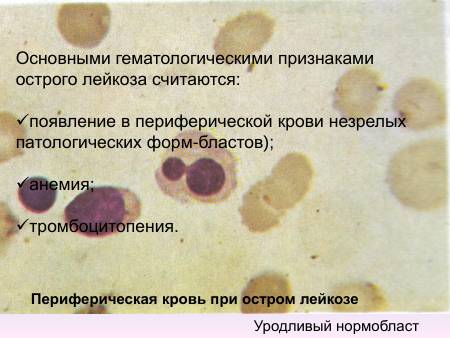 Основными гематологическими признаками
острого лейкоза считаются:
✓появление в периферической крови незрелых
патологических форм-бластов);
✓анемия;
✓тромбоцитопения.
Периферическая кровь при остром лейкозе
Уродливый нормобласт